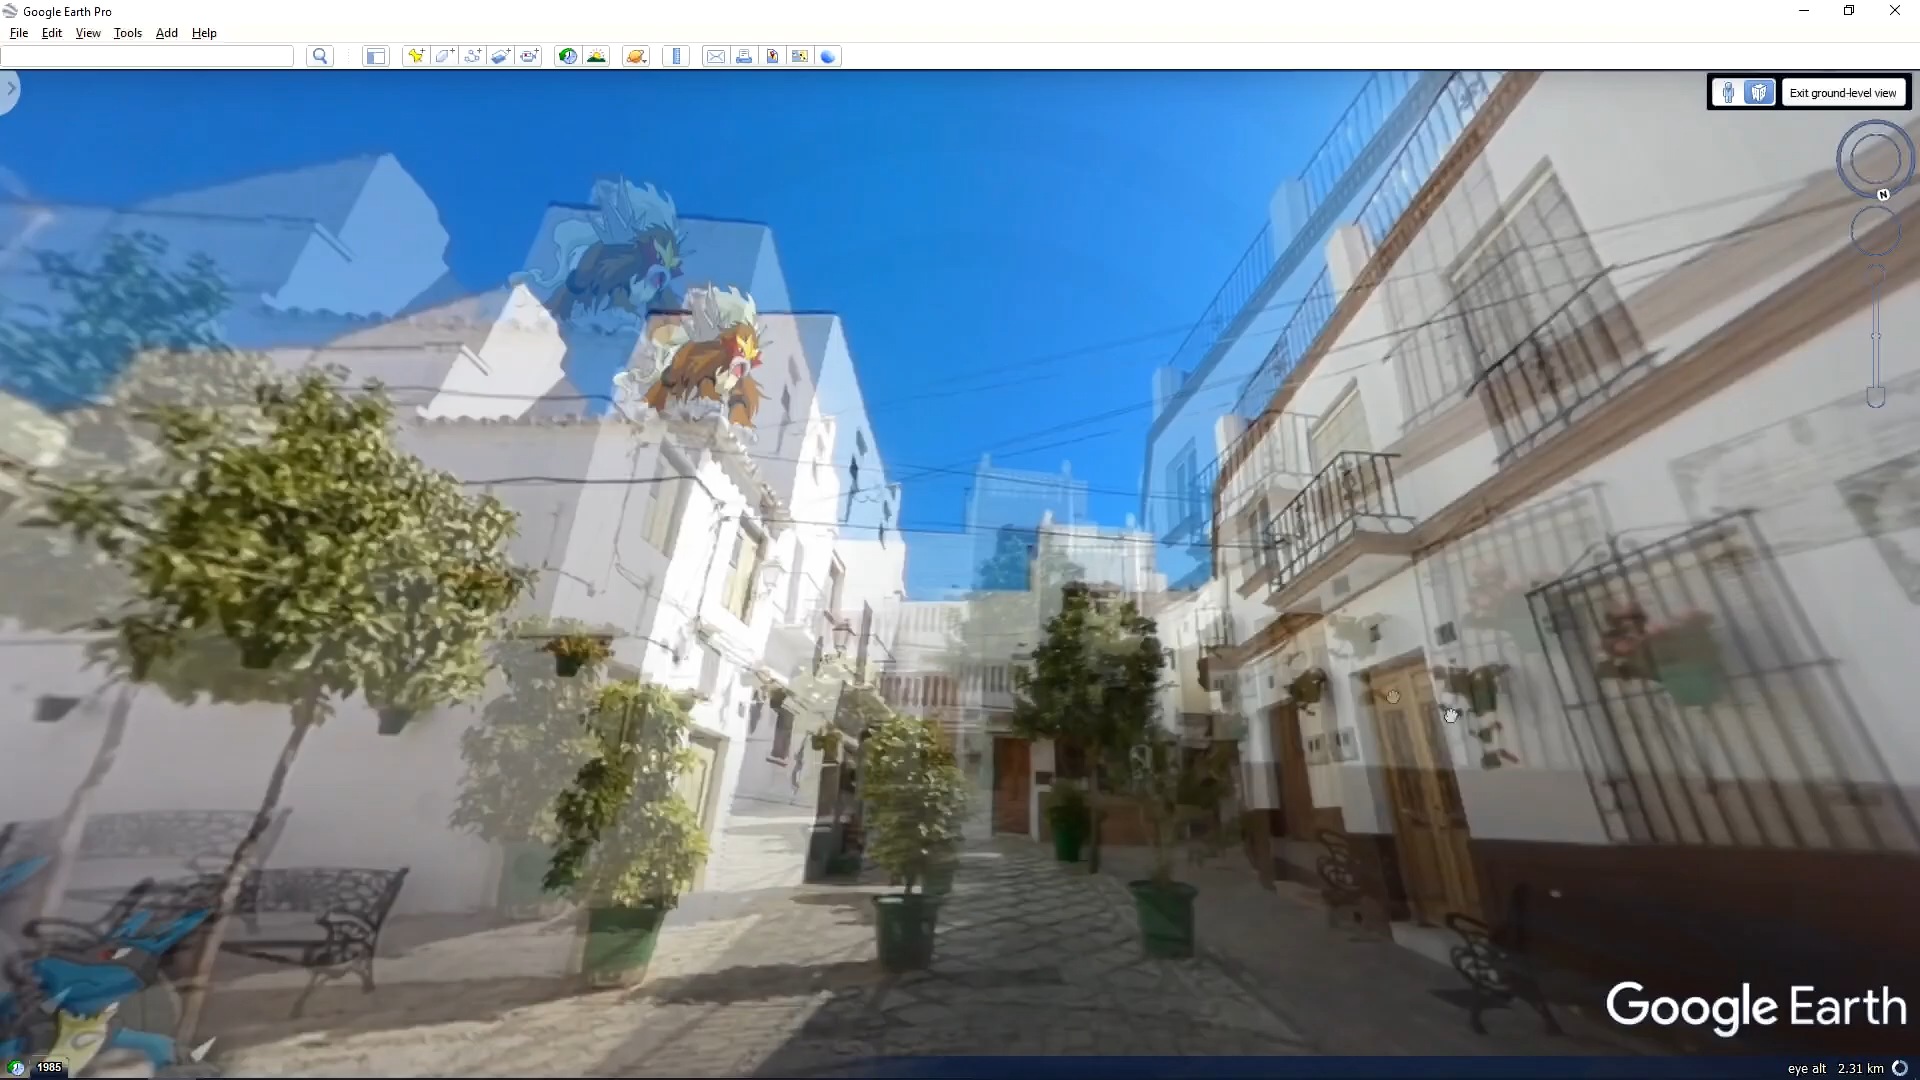 Google Earth Pro
File Edit View Tools Add Help
Exit ground-level view
N
Google Earth
1985
eye alt 2.31 km